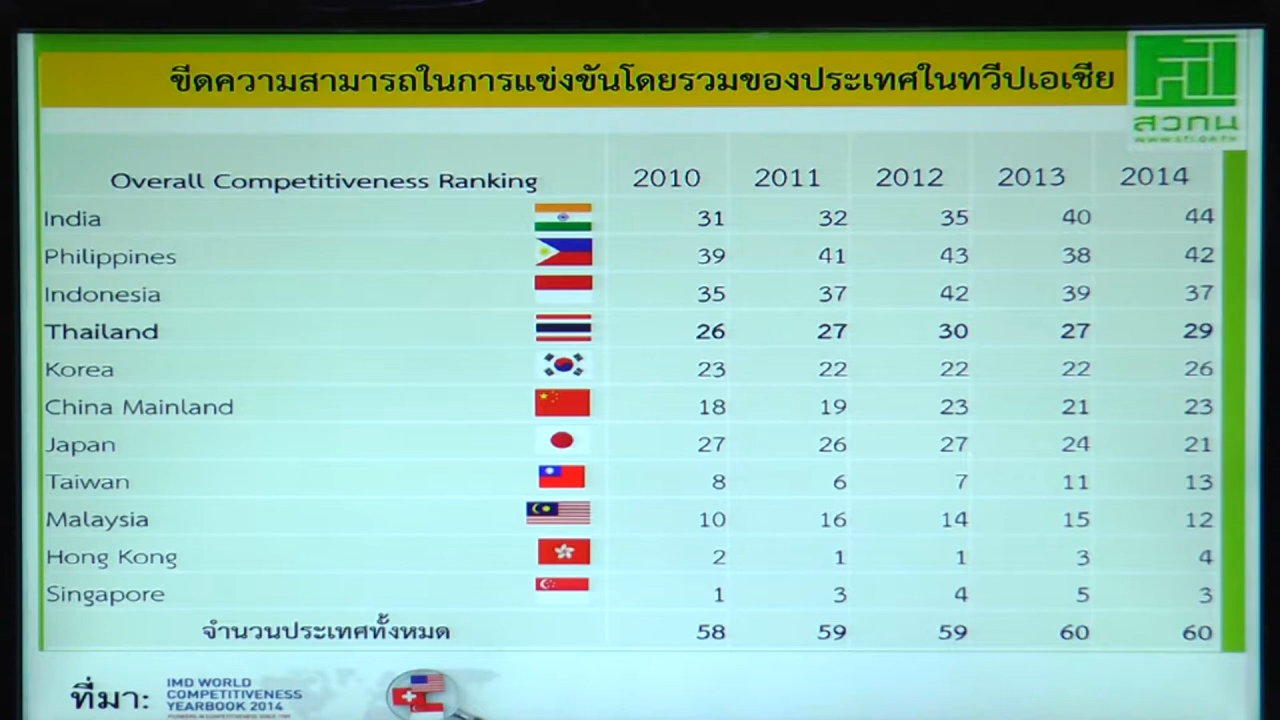 ขีดความสามารถในการแข่งขันโดยรวมของประเทศในทวีปเอเชีย
สวทน
www.sti.or.th
Overall Competitiveness Ranking 2010 2011 2012 2013 2014
India 31 32 35 40 44
Philippines 39 41 43 38 42
Indonesia 35 37 42 39 37
Thailand 26 27 30 27 29
Korea 23 22 22 22 26
China Mainland 18 19 23 21 23
Japan 27 26 27 24 21
Taiwan 8 6 7 11 13
Malaysia 10 16 14 15 12
Hong Kong 2 1 1 3 4
Singapore 1 3 4 5 3
จำนวนประเทศทั้งหมด 58 59 59 60 60
ที่มา:
IMD WORLD
COMPETITIVENESS
YEARBOOK 2014